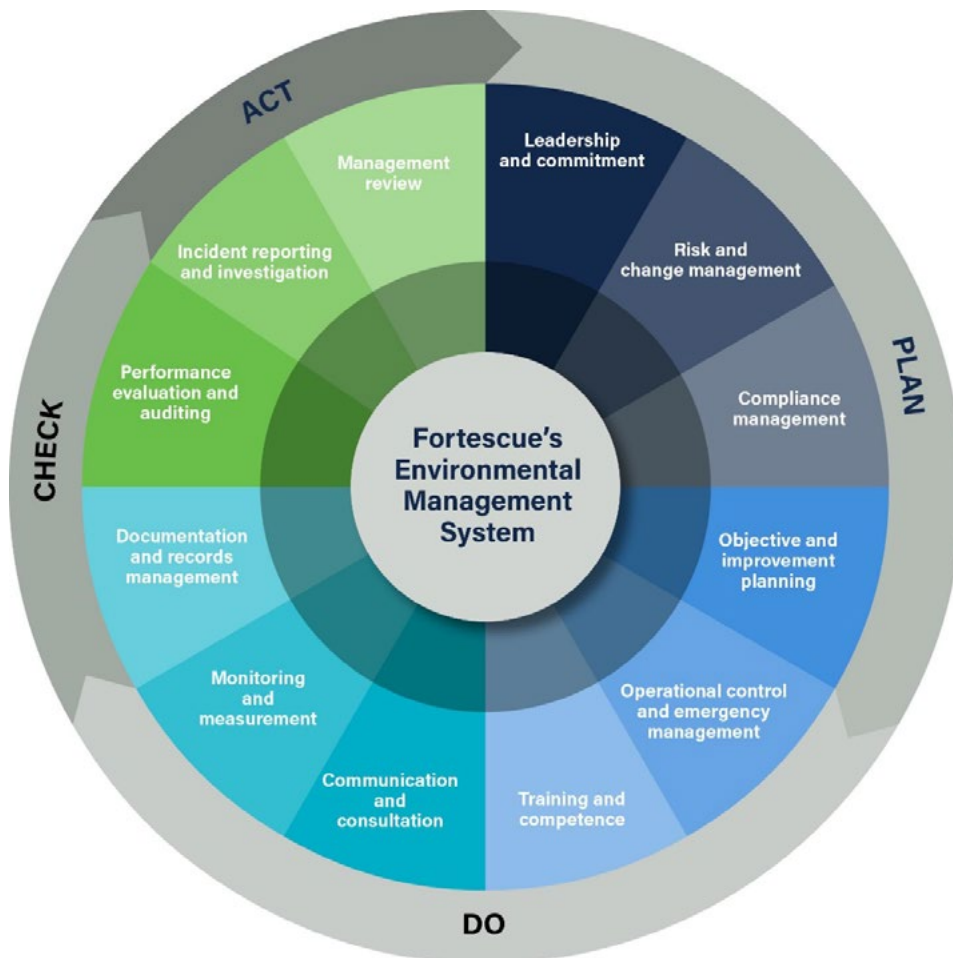 ACT
Management
review
Leadership
and commitment
Incident reporting
and investigation
Risk and
change management
PLAN
Performance
evaluation and
auditing
Compliance
management
CHECK
Fortescue's
Environmental
Management
System
Documentation
and records
management
Objective and
improvement
planning
Monitoring
and
measurement
Operational control
and emergency
management
Communication
and
consultation
Training and
competence
DO